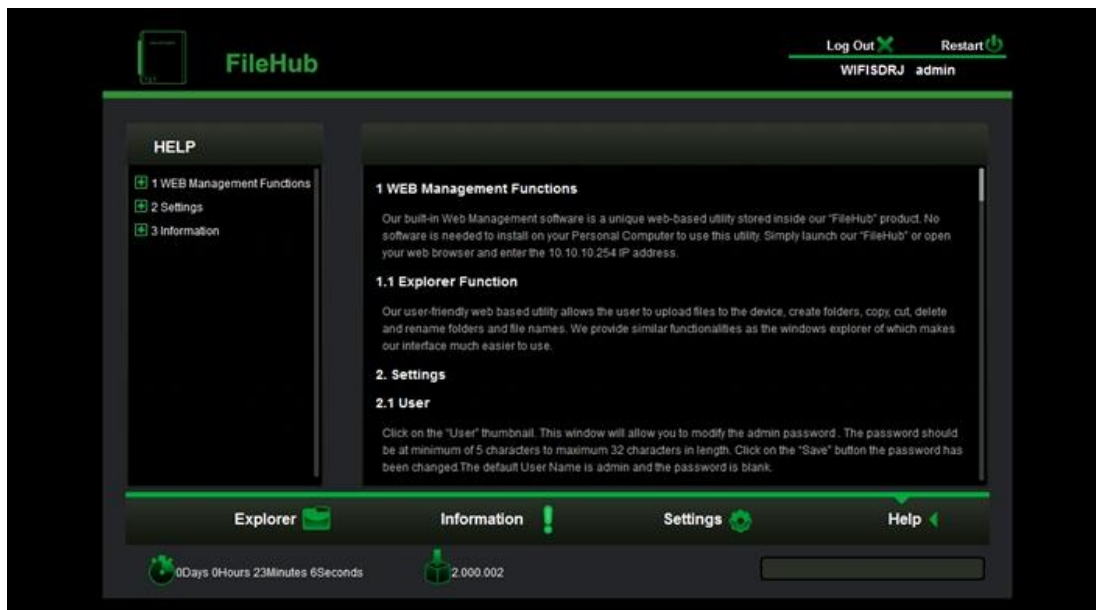 FileHub
Log Out
Restart
WIFISDRJ admin
HELP
1 WEB Management Functions
2 Settings
3 Information
1 WEB Management Functions
Our built-in Web Management software is a unique web-based utility stored inside our "FileHub" product. No
software is needed to install on your Personal Computer to use this utility. Simply launch our "FileHub" or open
your web browser and enter the 10.10.10.254 IP address.
1.1 Explorer Function
Our user-friendly web based utility allows the user to upload files to the device, create folders, copy, cut, delete
and rename folders and file names. We provide similar functionalities as the windows explorer of which makes
our interface much easier to use.
2. Settings
2.1 User
Click on the "User" thumbnail. This window will allow you to modify the admin password . The password should
be at minimum of 5 characters to maximum 32 characters in length. Click on the "Save" button the password has
been changed.The default User Name is admin and the password is blank.
Explorer
Information
Settings
Help
0Days 0Hours 23Minutes 6Seconds
2.000.002